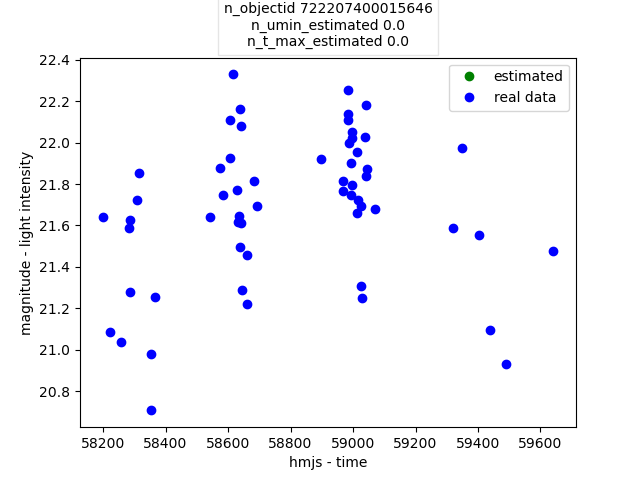 n_objectid 722207400015646
n_umin_estimated 0.0
n_t_max_estimated 0.0
estimated
real data
22.4
22.2
22.0
21.8
21.6
21.4
21.2
21.0
20.8
magnitude - light intensity
58200 58400 58600 58800 59000 59200 59400 59600
hmjs - time